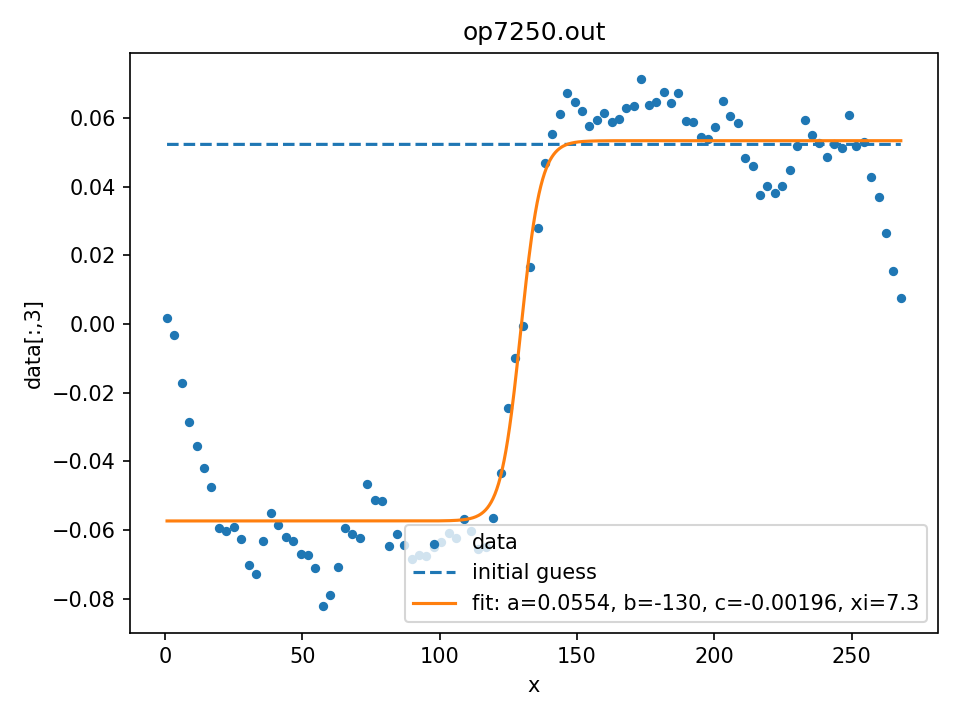 op7250.out
0.06
0.04
0.02
0.00
−0.02
−0.04
−0.06
−0.08
data[:,3]
data
initial guess
fit: a=0.0554, b=-130, c=-0.00196, xi=7.3
0 50 100 150 200 250
x